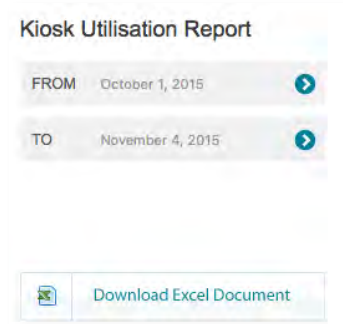 Kiosk Utilisation Report
FROM October 1, 2015
TO November 4, 2015
Download Excel Document